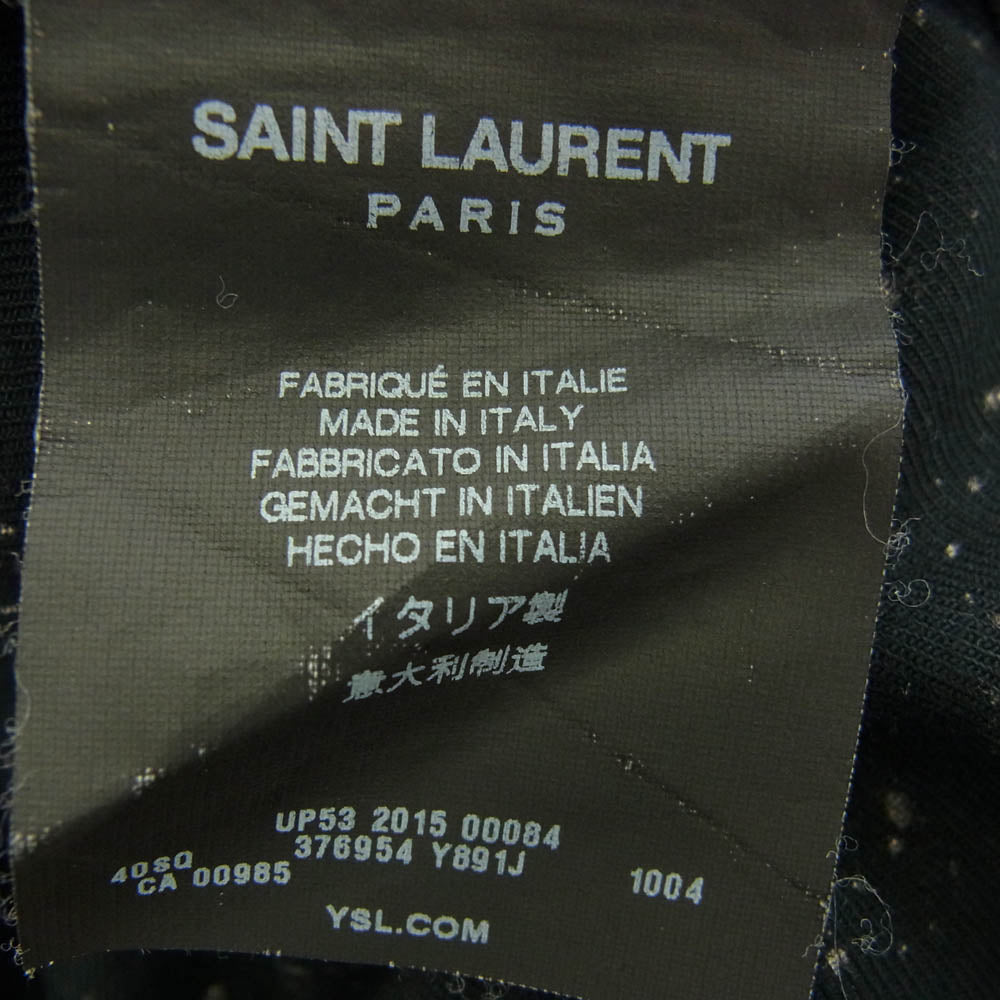 SAINT LAURENT
PARIS
FABRIQUÉ EN ITALIE
MADE IN ITALY
FABBRICATO IN ITALIA
GEMACHT IN ITALIEN
HECHO EN ITALIA
イタリア製
意大利制造
UP53 2015 00084
376954 Y891J
40SQ
CA 00985
1004
YSL.COM